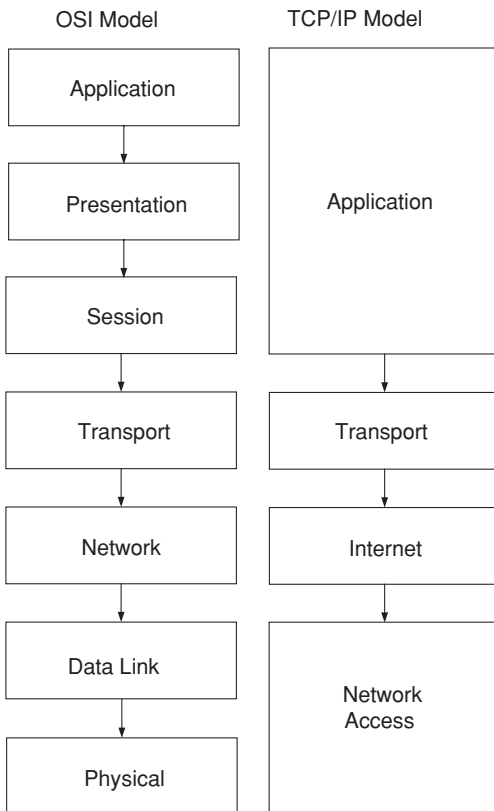 OSI Model
TCP/IP Model
Application
Presentation
Session
Transport
Network
Data Link
Physical
Application
Transport
Internet
Network
Access